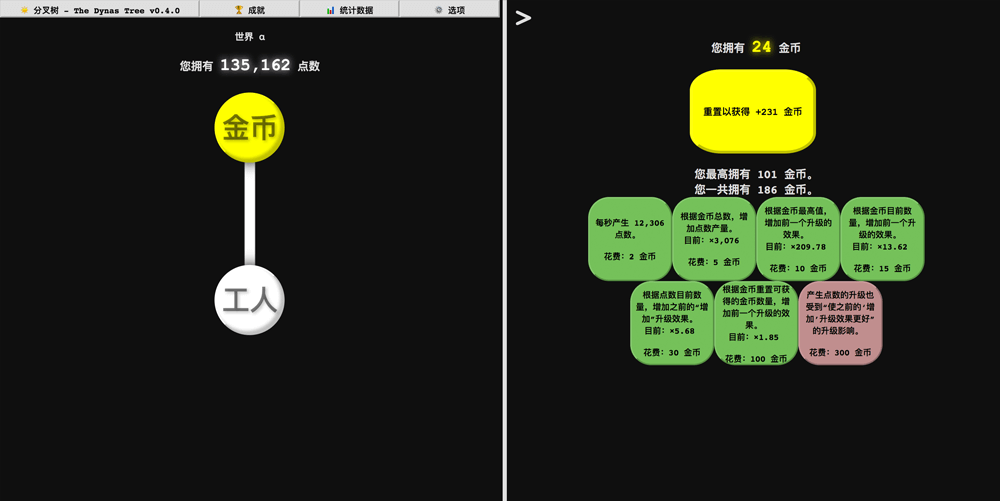 分叉树 - The Dynas Tree v0.4.0
成就
统计数据
选项
世界 α
您拥有 135,162 点数
金币
工人
>
您拥有 24 金币
重置以获得 +231 金币
您最高拥有 101 金币。
您一共拥有 186 金币。
每秒产生 12,306
点数。
花费: 2 金币
根据金币总数，增
加点数产量。
目前: ×3,076
花费: 5 金币
根据金币最高值，
增加前一个升级的
效果。
目前: ×209.78
花费: 10 金币
根据金币目前数
量，增加前一个升
级的效果。
目前: ×13.62
花费: 15 金币
根据点数目前数
量，增加之前的“增
加”升级效果。
目前: ×5.68
花费: 30 金币
根据金币重置可获
得的金币数量，增
加前一个升级的效
果。
目前: ×1.85
花费: 100 金币
产生点数的升级也
受到“使之前的‘增
加’升级效果更好”
的升级影响。
花费: 300 金币